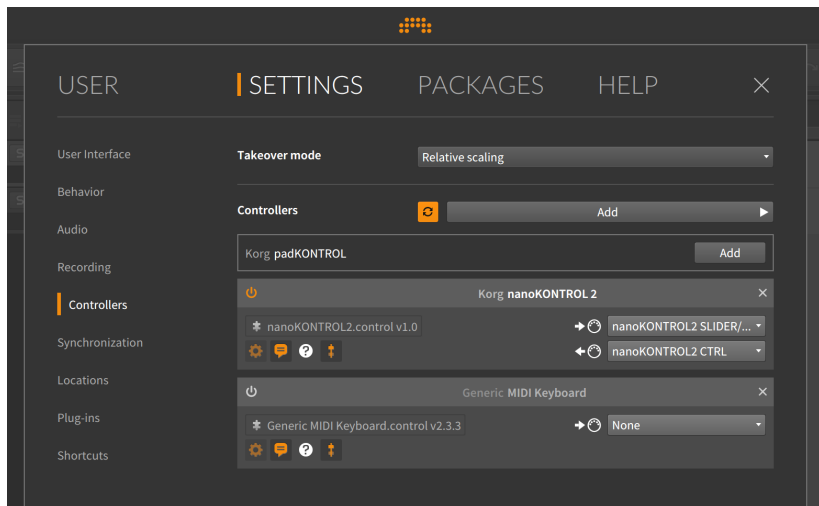 USER
SETTINGS
PACKAGES
HELP
User Interface
Behavior
Audio
Recording
Controllers
Synchronization
Locations
Plug-ins
Shortcuts
Takeover mode
Relative scaling
Controllers
Add
Korg padKONTROL
Add
Korg nanoKONTROL 2
nanoKONTROL2.control v1.0
nanoKONTROL2 SLIDER/...
nanoKONTROL2 CTRL
Generic MIDI Keyboard
Generic MIDI Keyboard.control v2.3.3
None